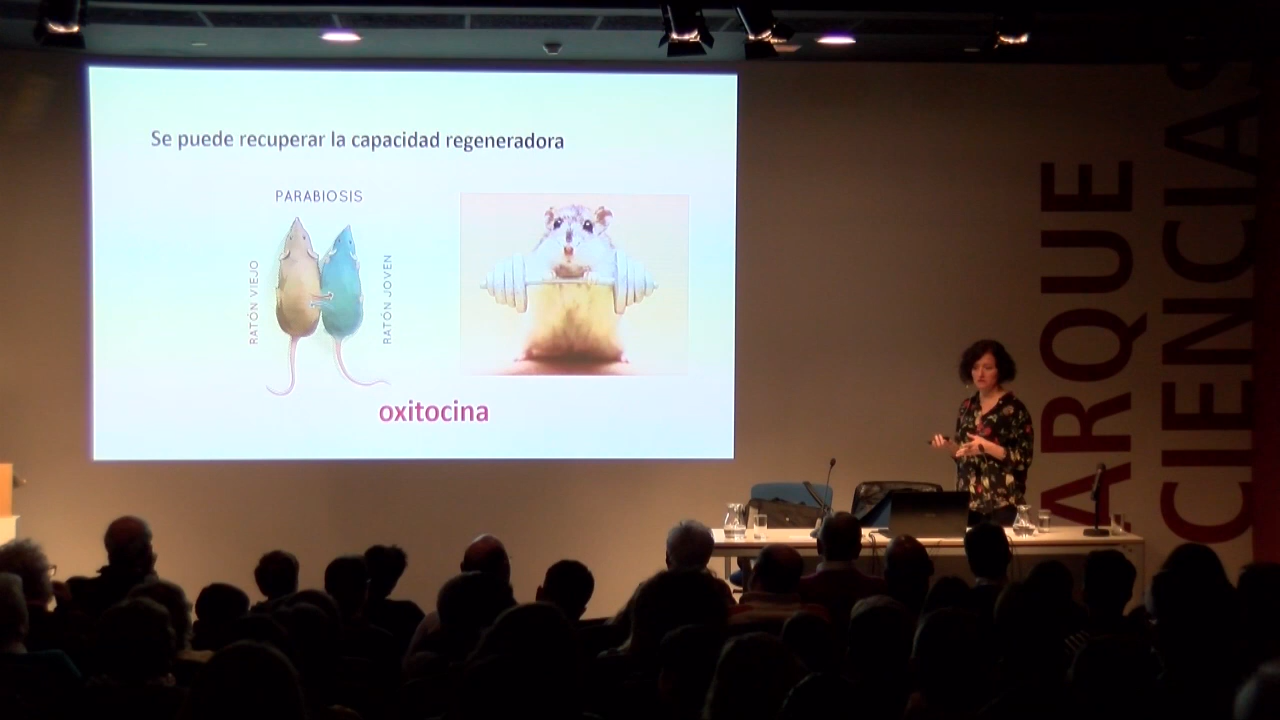 Se puede recuperar la capacidad regeneradora
PARABIOSIS
RATÓN VIEJO
RATÓN JOVEN
oxitocina
ARQUE
CIENCIAS